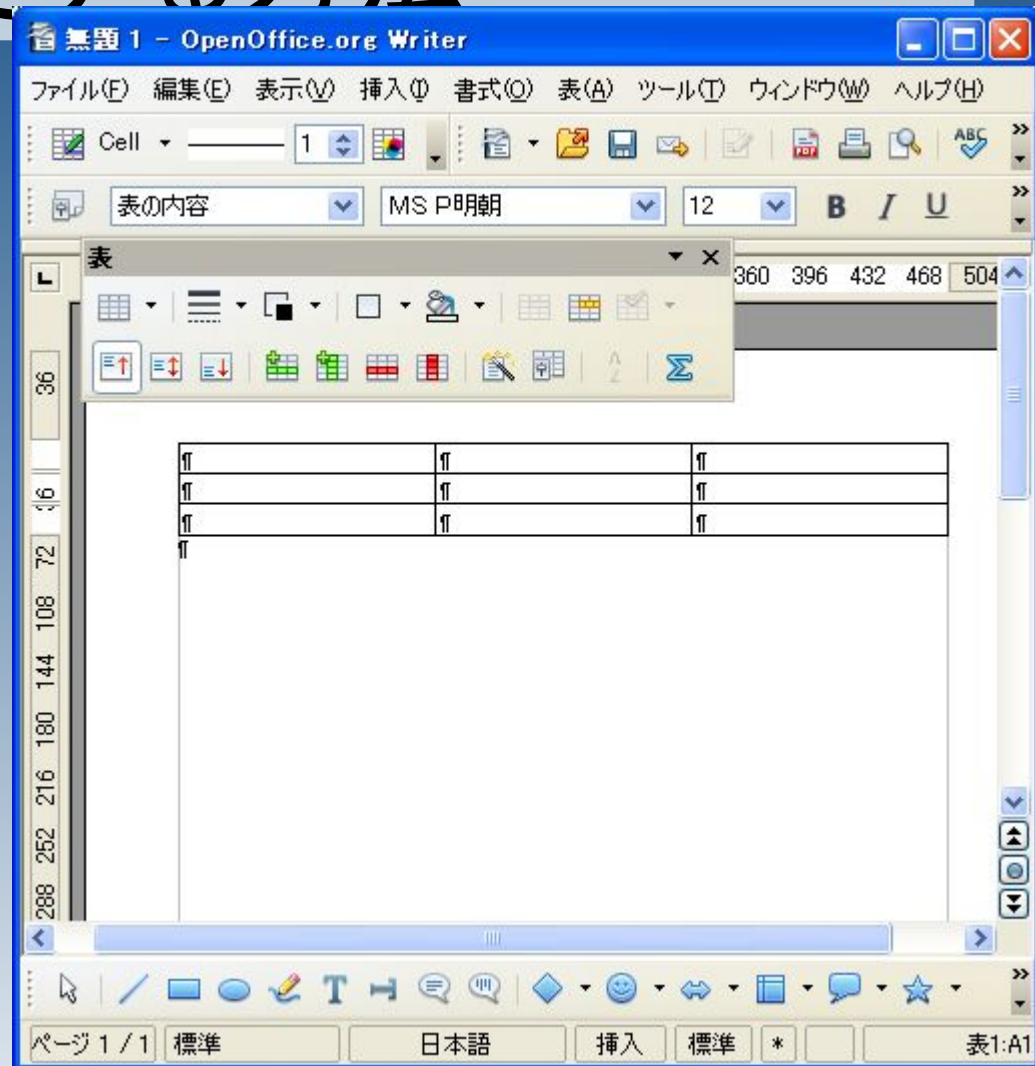 無題 1 - OpenOffice.org Writer
ファイル(F) 編集(E) 表示(V) 挿入(I) 書式(O) 表(A) ツール(T) ウィンドウ(W) ヘルプ(H)
Cell 1 ABC
表の内容 MS P明朝 12 B I U
表
360 396 432 468 504
A
Z
36
36
72
108
144
180
216
252
288
¶ ¶ ¶
¶ ¶ ¶
¶ ¶ ¶
¶
ページ 1 / 1 標準 日本語 挿入 標準 * 表1:A1